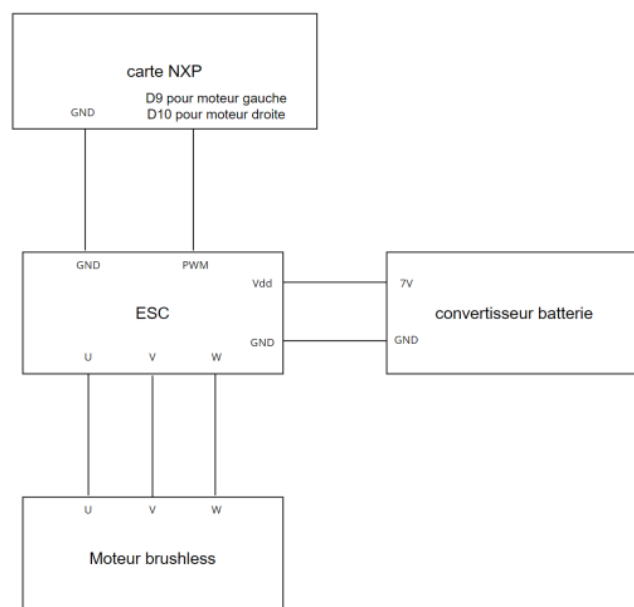 carte NXP
D9 pour moteur gauche
GND
D10 pour moteur droite
GND
PWM
Vdd
7V
ESC
convertisseur batterie
GND
GND
U
V
W
U
V
W
Moteur brushless